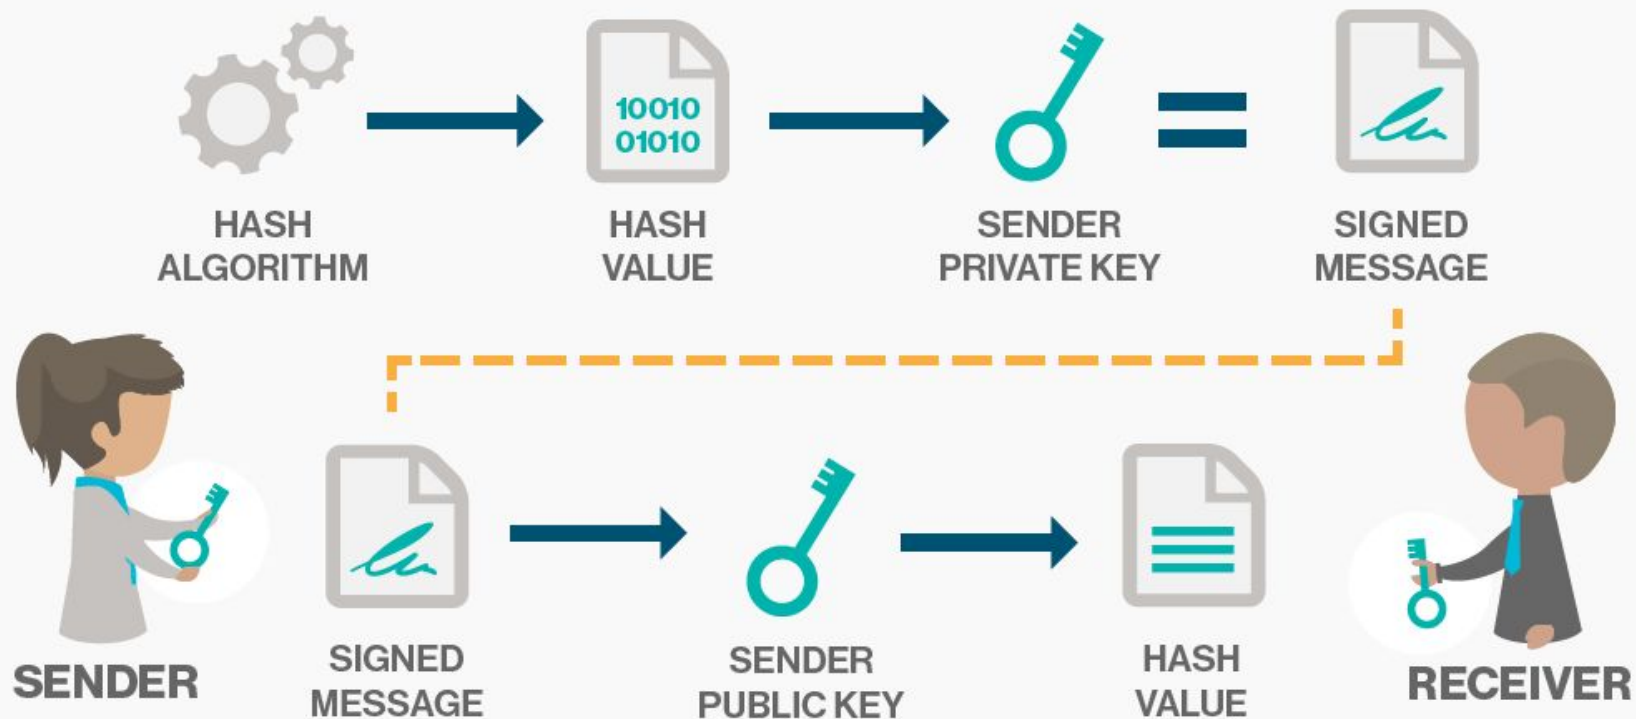 10010
01010
HASH
ALGORITHM
HASH
VALUE
SENDER
PRIVATE KEY
SIGNED
MESSAGE
SENDER
SIGNED
MESSAGE
SENDER
PUBLIC KEY
HASH
VALUE
RECEIVER